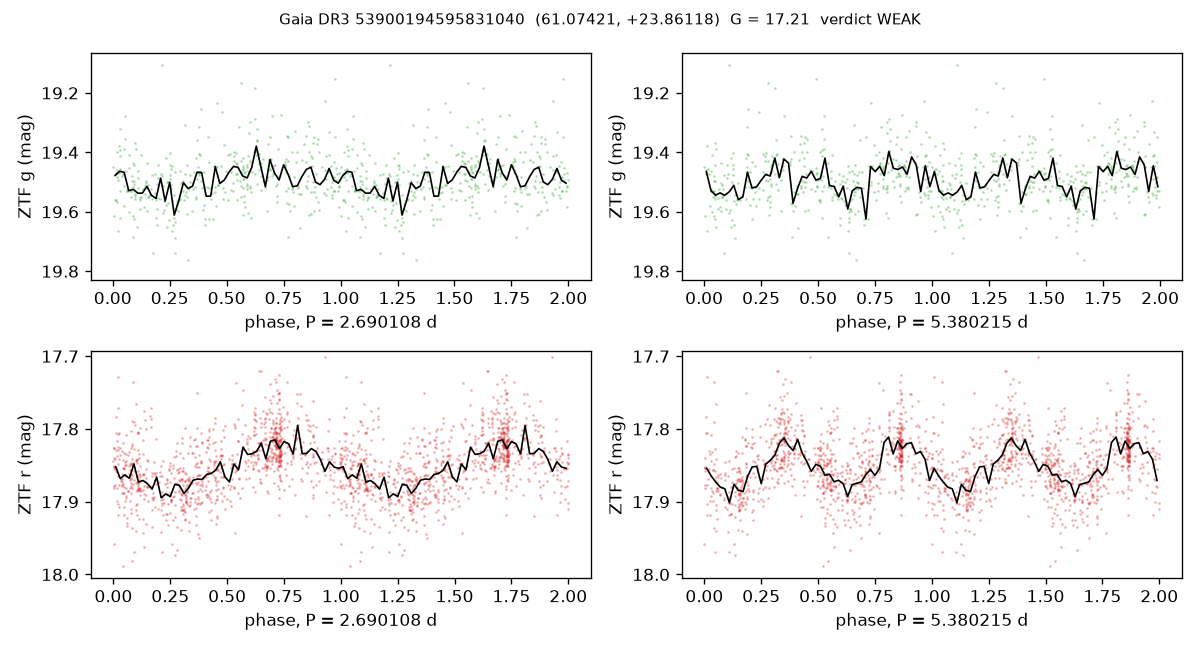 Gaia DR3 53900194595831040 (61.07421, +23.86118) G = 17.21 verdict WEAK
ZTF g (mag)
19.2
19.4
19.6
19.8
0.00 0.25 0.50 0.75 1.00 1.25 1.50 1.75 2.00
phase, P = 2.690108 d
ZTF g (mag)
19.2
19.4
19.6
19.8
0.00 0.25 0.50 0.75 1.00 1.25 1.50 1.75 2.00
phase, P = 5.380215 d
ZTF r (mag)
17.7
17.8
17.9
18.0
0.00 0.25 0.50 0.75 1.00 1.25 1.50 1.75 2.00
phase, P = 2.690108 d
ZTF r (mag)
17.7
17.8
17.9
18.0
0.00 0.25 0.50 0.75 1.00 1.25 1.50 1.75 2.00
phase, P = 5.380215 d